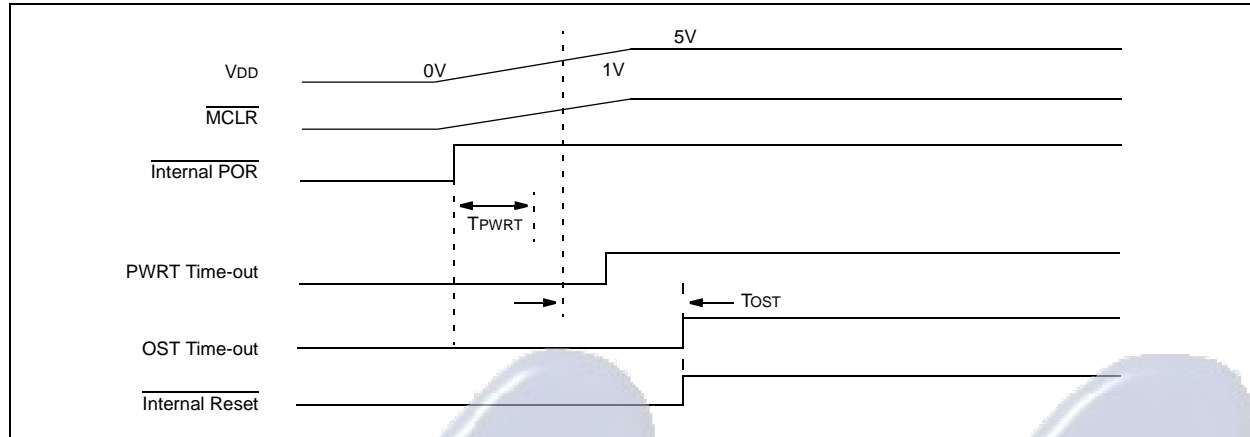 5V
VDD 0V 1V
MCLR
Internal POR
TPWRT
PWRT Time-out
TOST
OST Time-out
Internal Reset